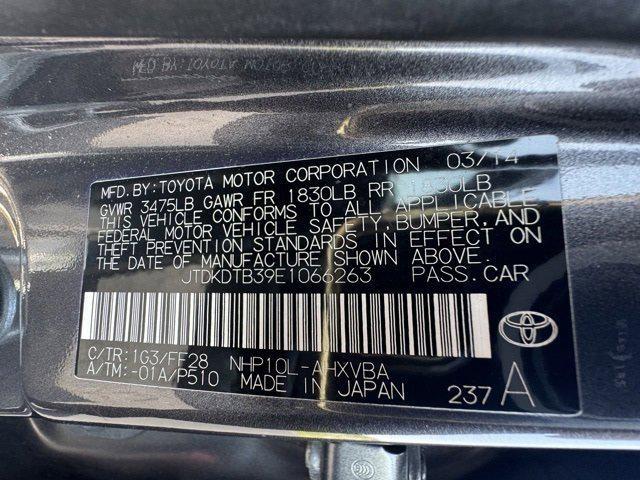 MFD. BY: TOYOTA MOTOR CORPORATION 03/14
GVWR 3475LB GAWR FR 1830LB RR 1830LB
THIS VEHICLE CONFORMS TO ALL APPLICABLE
FEDERAL MOTOR VEHICLE SAFETY, BUMPER, AND
THEFT PREVENTION STANDARDS IN EFFECT ON
THE DATE OF MANUFACTURE SHOWN ABOVE.
JTDKDTB39E1066263 PASS. CAR
C/TR: 1G3/FF28 NHP10L-AHXVBA
A/TM: -01A/P510 MADE IN JAPAN 237 A